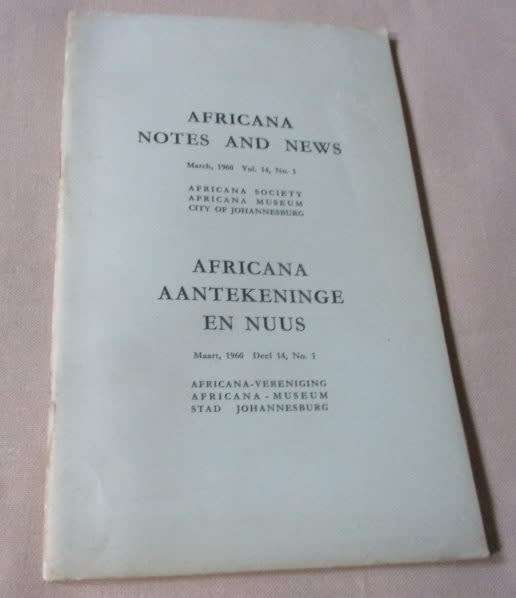 AFRICANA
NOTES AND NEWS
March, 1960 Vol. 14, No. 1
AFRICANA SOCIETY
AFRICANA MUSEUM
CITY OF JOHANNESBURG
AFRICANA
AANTEKENINGE
EN NUUS
Maart, 1960 Deel 14, No. 1
AFRICANA-VERENIGING
AFRICANA - MUSEUM
STAD JOHANNESBURG